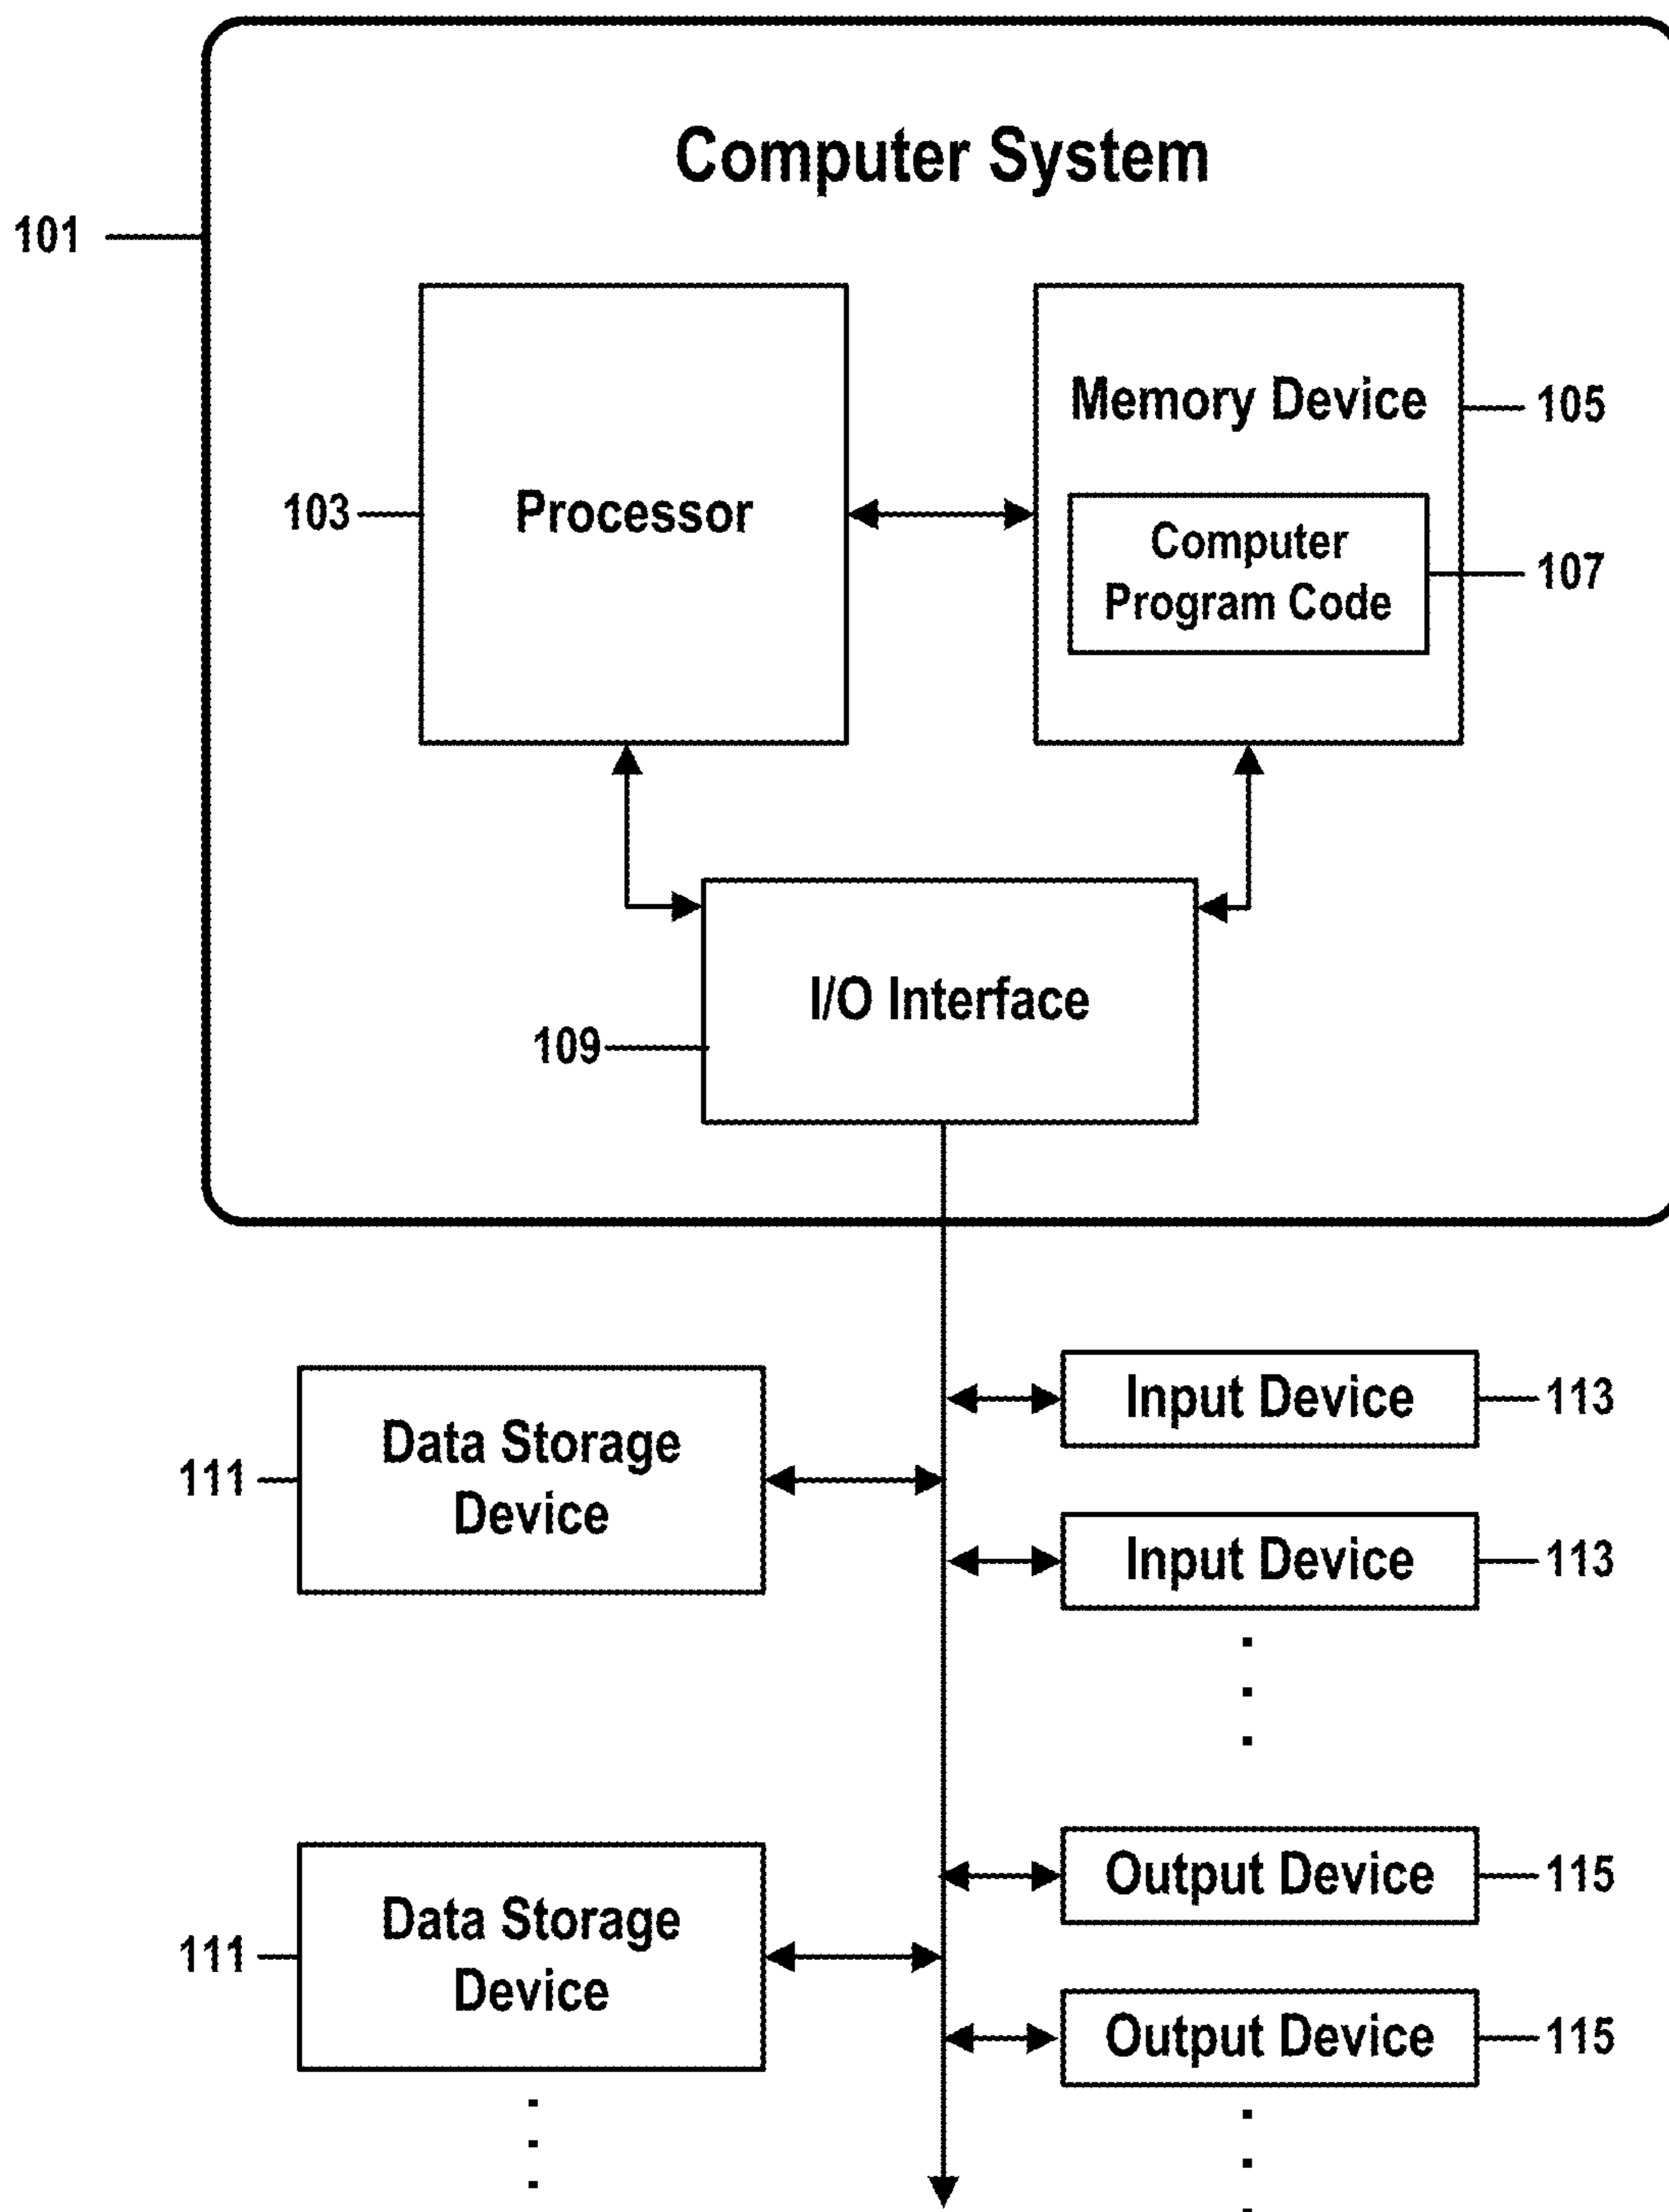 Computer System
101
Memory Device
105
103
Processor
Computer
Program Code
107
I/O Interface
109
Input Device
113
Data Storage
Device
111
Input Device
113
Output Device
115
Data Storage
Device
111
Output Device
115